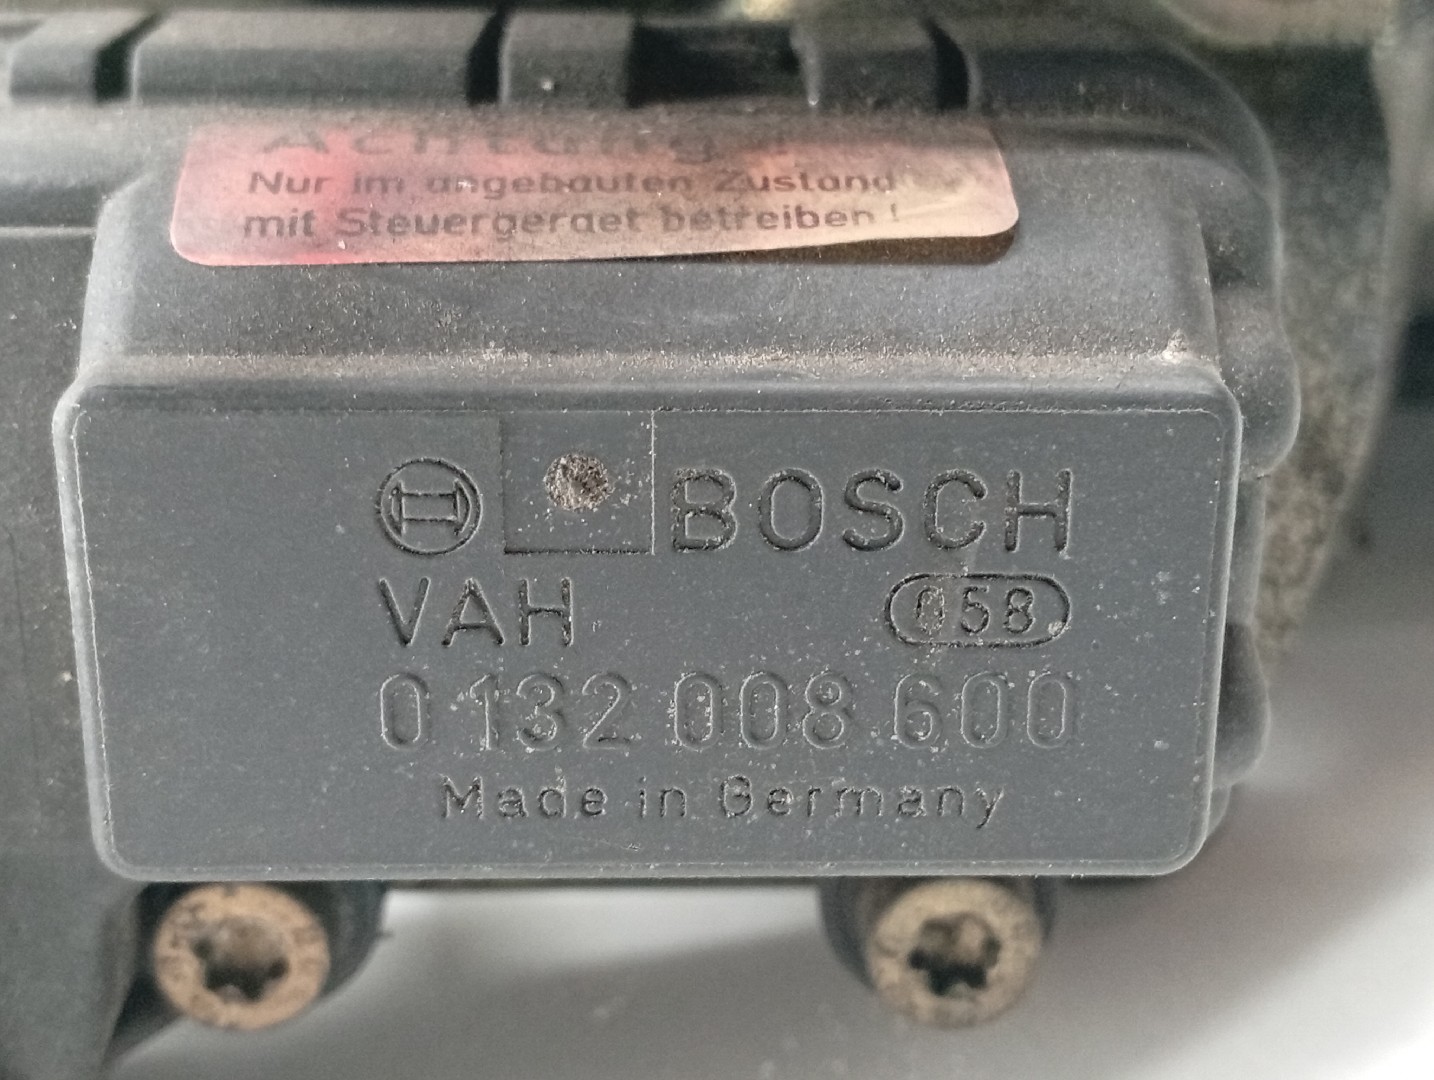 Achtung!
Nur im angebauten Zustand
mit Steuergeraet betreiben!
BOSCH
VAH 058
0 132 008 600
Made in Germany